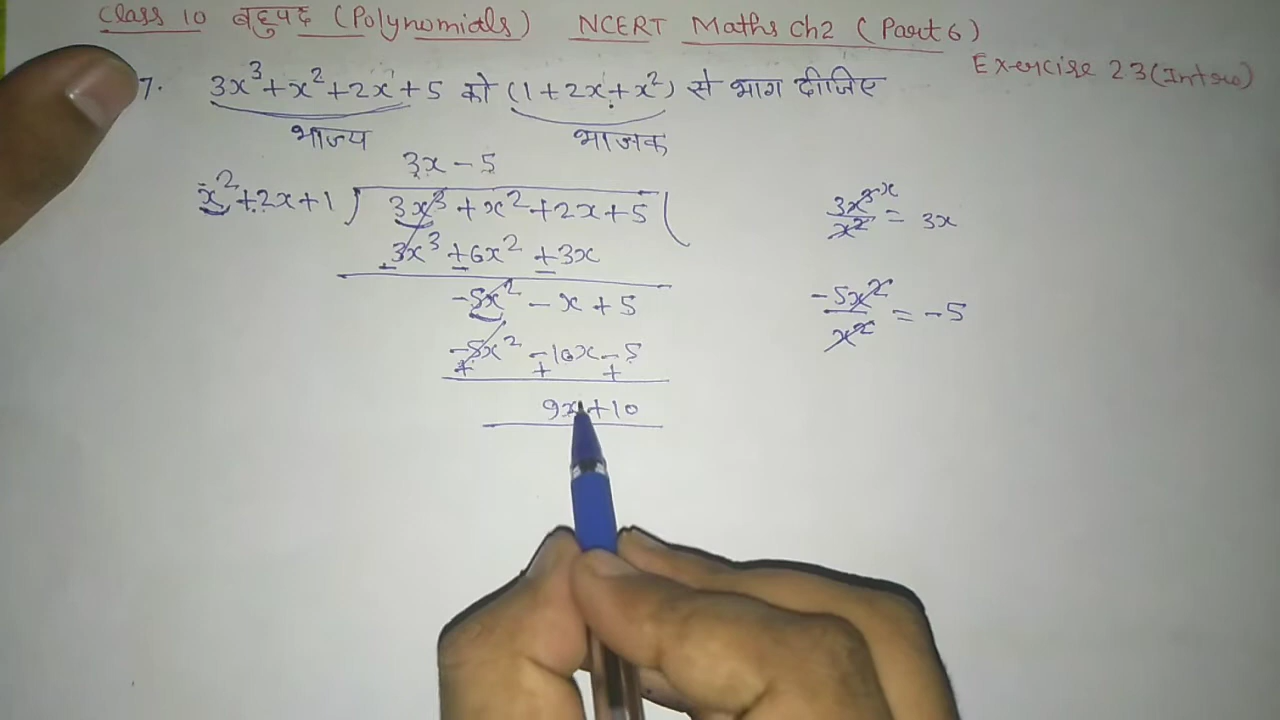 Class 10 बहुपद (Polynomials) NCERT Maths Ch2 (Part 6)
Exercise 2 3 (Intro)
7. 3x³+x²+2x+5 को (1+2x+x²) से भाग दीजिए
भाज्य भाजक
3x - 5
x²+2x+1 ) 3x³+x²+2x+5 (
3x³+6x²+3x
- - -
-5x² - x + 5
-5x² - 10x - 5
+ + +
9x+10
3x³/x² = 3x
-5x²/x² = -5